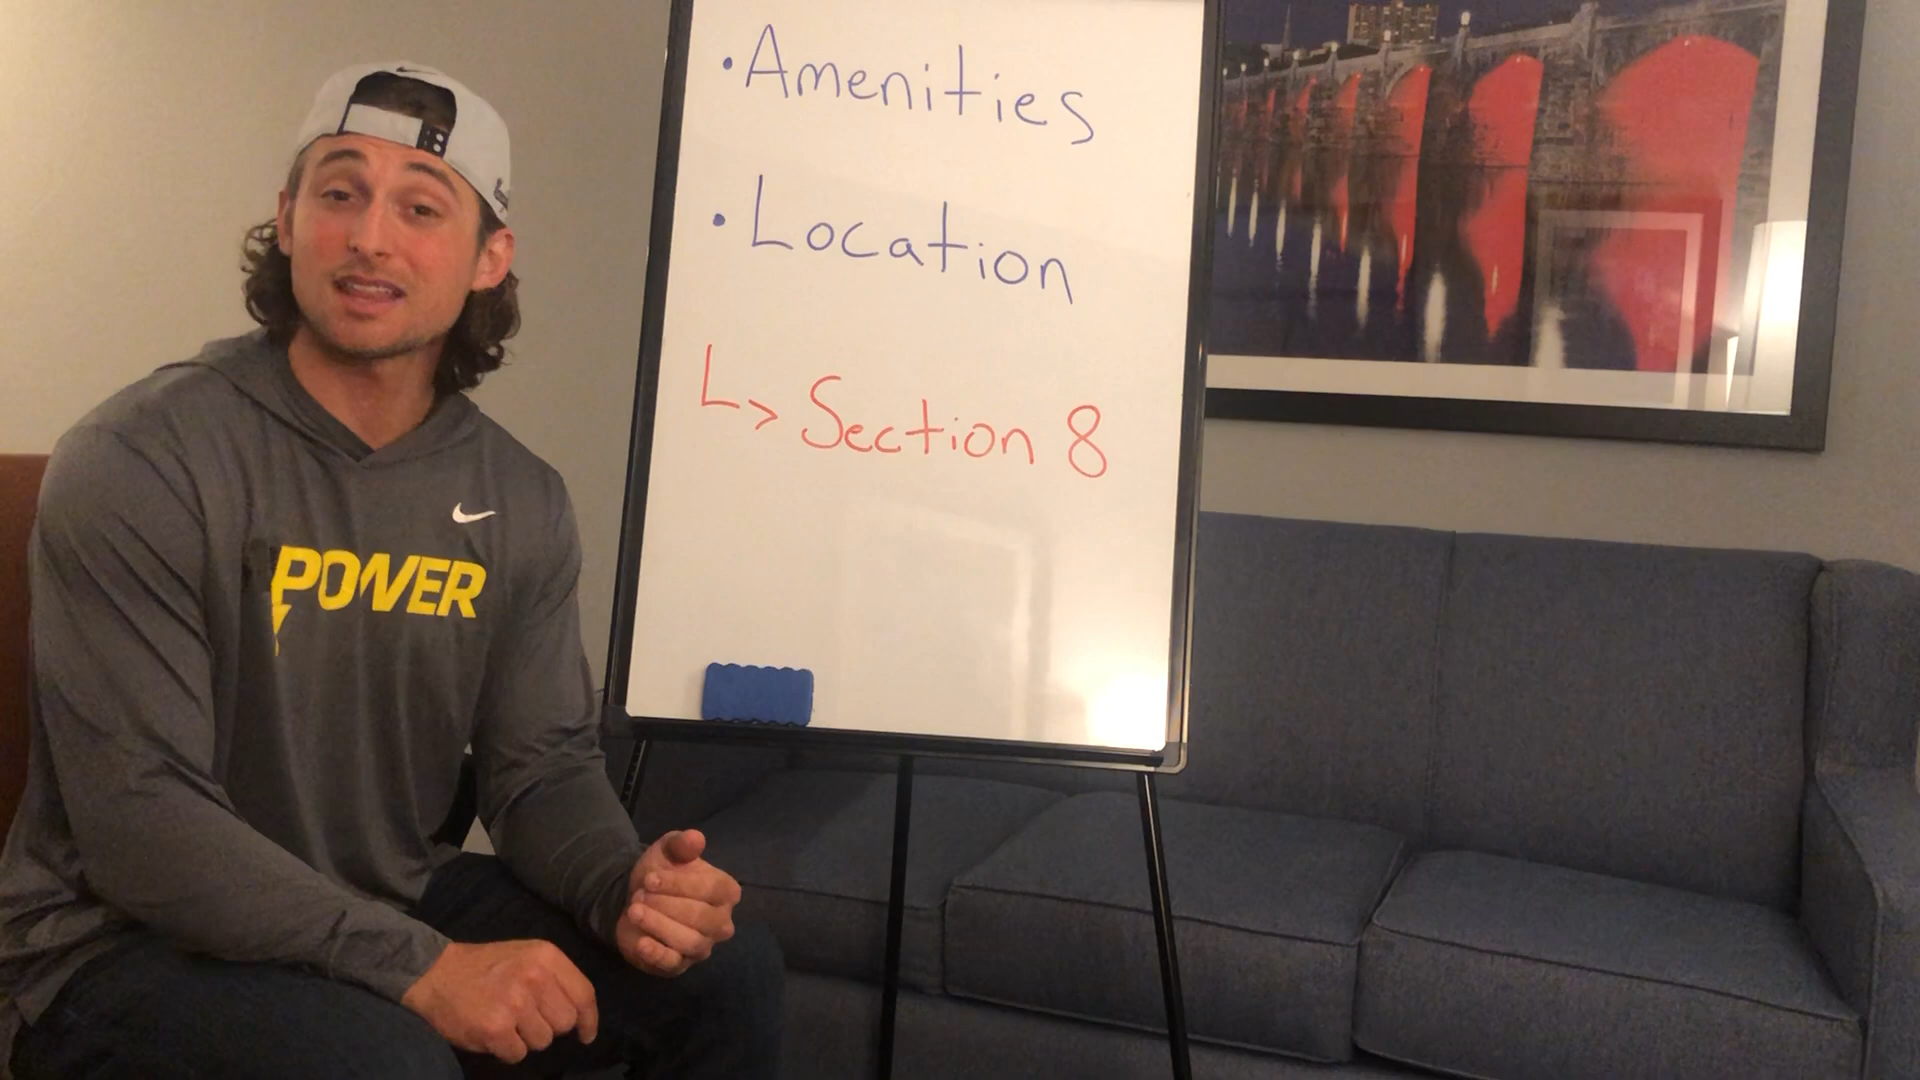 • Amenities
• Location
↳ Section 8
POWER